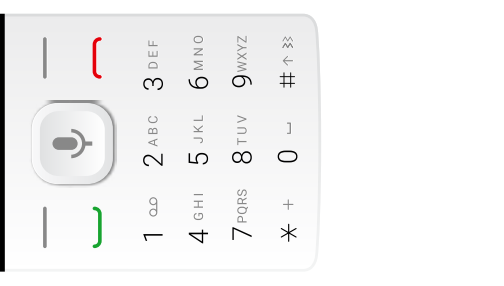 1 2 ABC 3 DEF
4 GHI 5 JKL 6 MNO
7 PQRS 8 TUV 9 WXYZ
* + 0 #